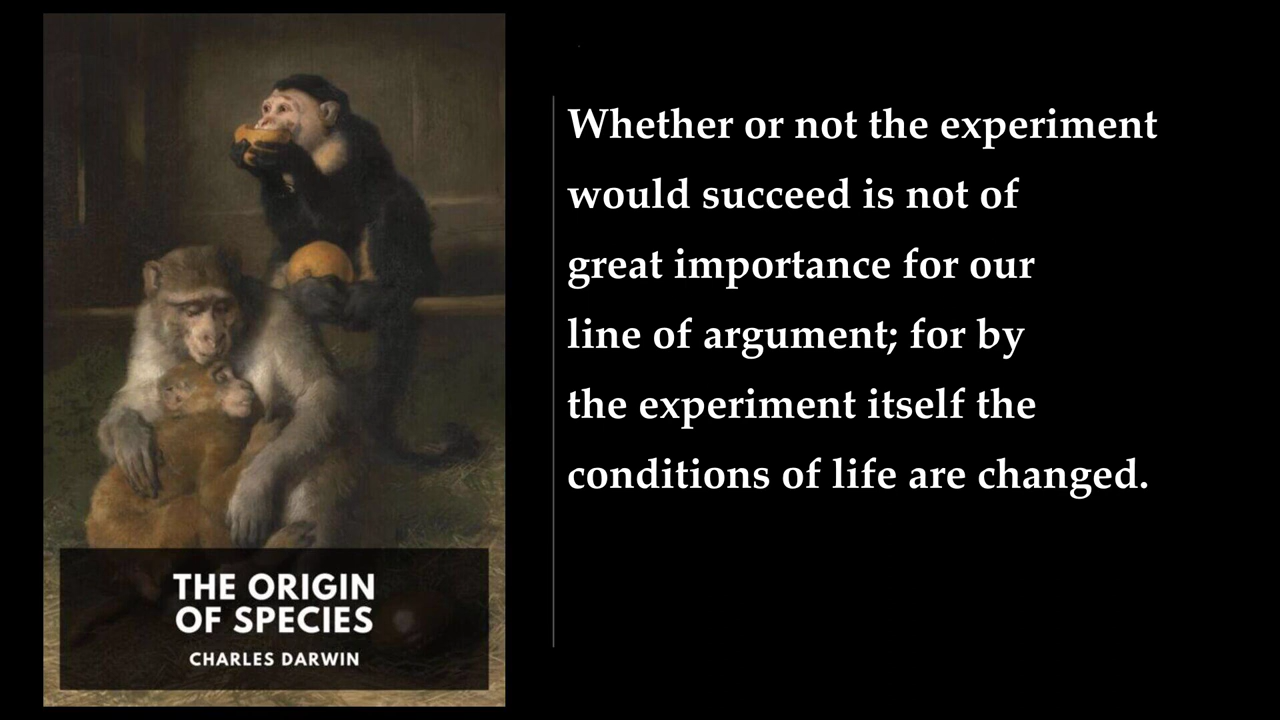 THE ORIGIN
OF SPECIES
CHARLES DARWIN
Whether or not the experiment
would succeed is not of
great importance for our
line of argument; for by
the experiment itself the
conditions of life are changed.